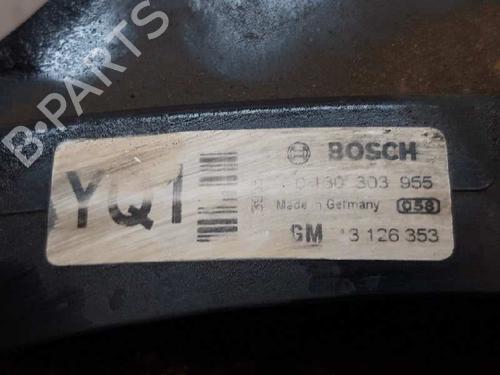 B-PARTS
YQ1
BOSCH
0 130 303 955
Made in Germany 058
GM 13 126 353